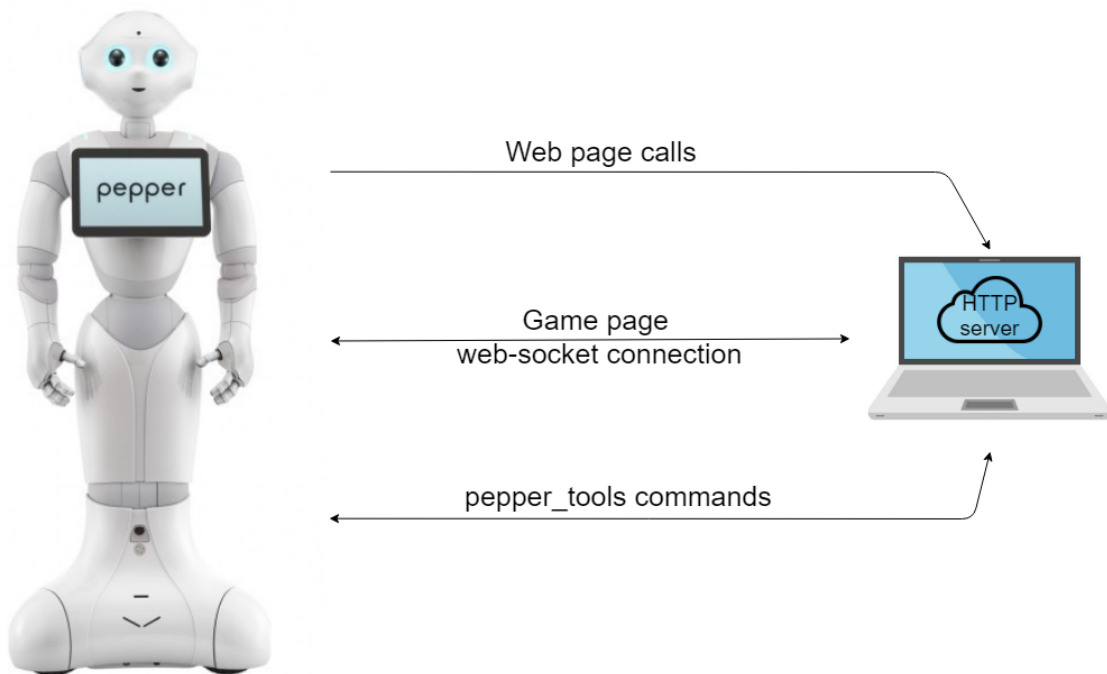 Web page calls
pepper
HTTP
server
Game page
web-socket connection
pepper_tools commands